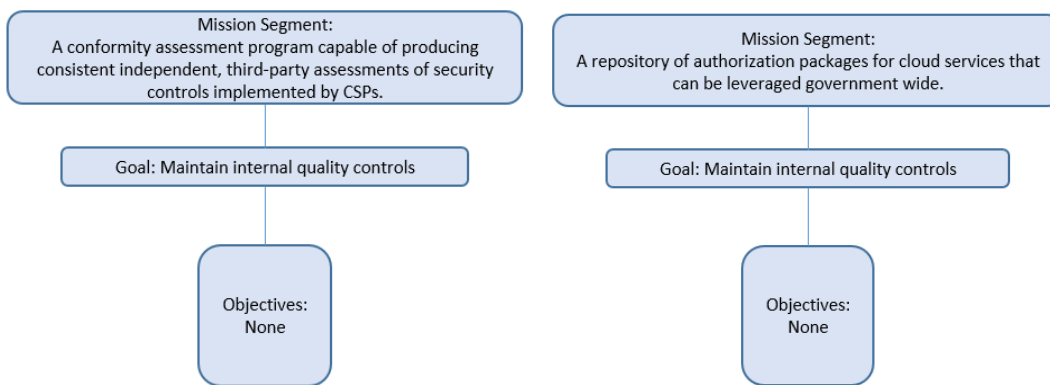 Mission Segment:
A conformity assessment program capable of producing
consistent independent, third-party assessments of security
controls implemented by CSPs.
Goal: Maintain internal quality controls
Objectives:
None
Mission Segment:
A repository of authorization packages for cloud services that
can be leveraged government wide.
Goal: Maintain internal quality controls
Objectives:
None